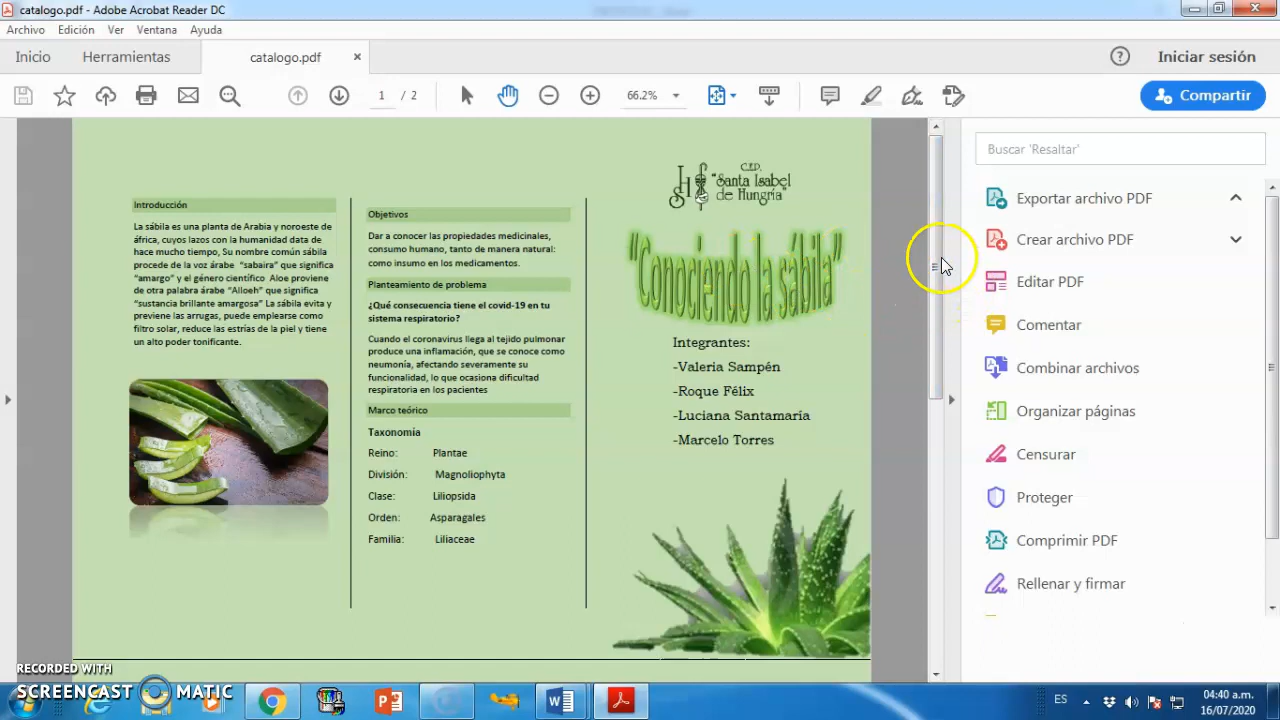 catalogo.pdf - Adobe Acrobat Reader DC
Archivo Edición Ver Ventana Ayuda
Inicio Herramientas catalogo.pdf × Iniciar sesión
1 / 2 66.2% Compartir
Introducción
La sábila es una planta de Arabia y noroeste de
áfrica, cuyos lazos con la humanidad data de
hace mucho tiempo, Su nombre común sábila
procede de la voz árabe "sabaira" que significa
"amargo" y el género científico Aloe proviene
de otra palabra árabe "Alloeh" que significa
"sustancia brillante amargosa" La sábila evita y
previene las arrugas, puede emplearse como
filtro solar, reduce las estrías de la piel y tiene
un alto poder tonificante.
Objetivos
Dar a conocer las propiedades medicinales,
consumo humano, tanto de manera natural:
como insumo en los medicamentos.
Planteamiento de problema
¿Qué consecuencia tiene el covid-19 en tu
sistema respiratorio?
Cuando el coronavirus llega al tejido pulmonar
produce una inflamación, que se conoce como
neumonía, afectando severamente su
funcionalidad, lo que ocasiona dificultad
respiratoria en los pacientes
Marco teórico
Taxonomía
Reino: Plantae
División: Magnoliophyta
Clase: Liliopsida
Orden: Asparagales
Familia: Liliaceae
C.E.P.
"Santa Isabel
de Hungría"
"Conociendo la sábila"
Integrantes:
-Valeria Sampén
-Roque Félix
-Luciana Santamaría
-Marcelo Torres
Buscar 'Resaltar'
Exportar archivo PDF
Crear archivo PDF
Editar PDF
Comentar
Combinar archivos
Organizar páginas
Censurar
Proteger
Comprimir PDF
Rellenar y firmar
RECORDED WITH
SCREENCAST MATIC
ES
04:40 a.m.
16/07/2020